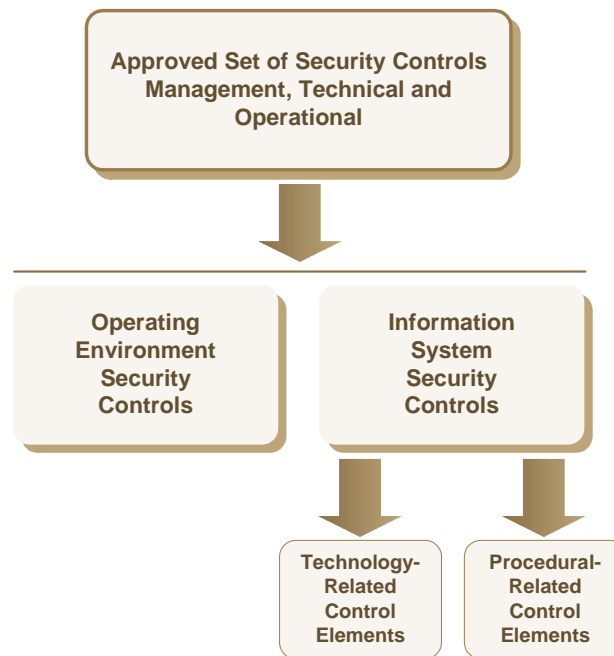 Approved Set of Security Controls
Management, Technical and
Operational
Operating
Environment
Security
Controls
Information
System
Security
Controls
Technology-
Related
Control
Elements
Procedural-
Related
Control
Elements